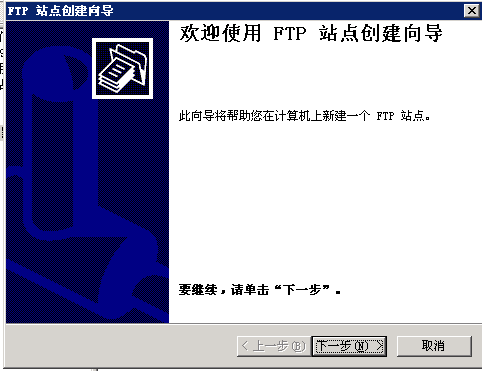 FTP 站点创建向导
欢迎使用 FTP 站点创建向导
此向导将帮助您在计算机上新建一个 FTP 站点。
要继续，请单击“下一步”。
< 上一步(B) 下一步(N) > 取消